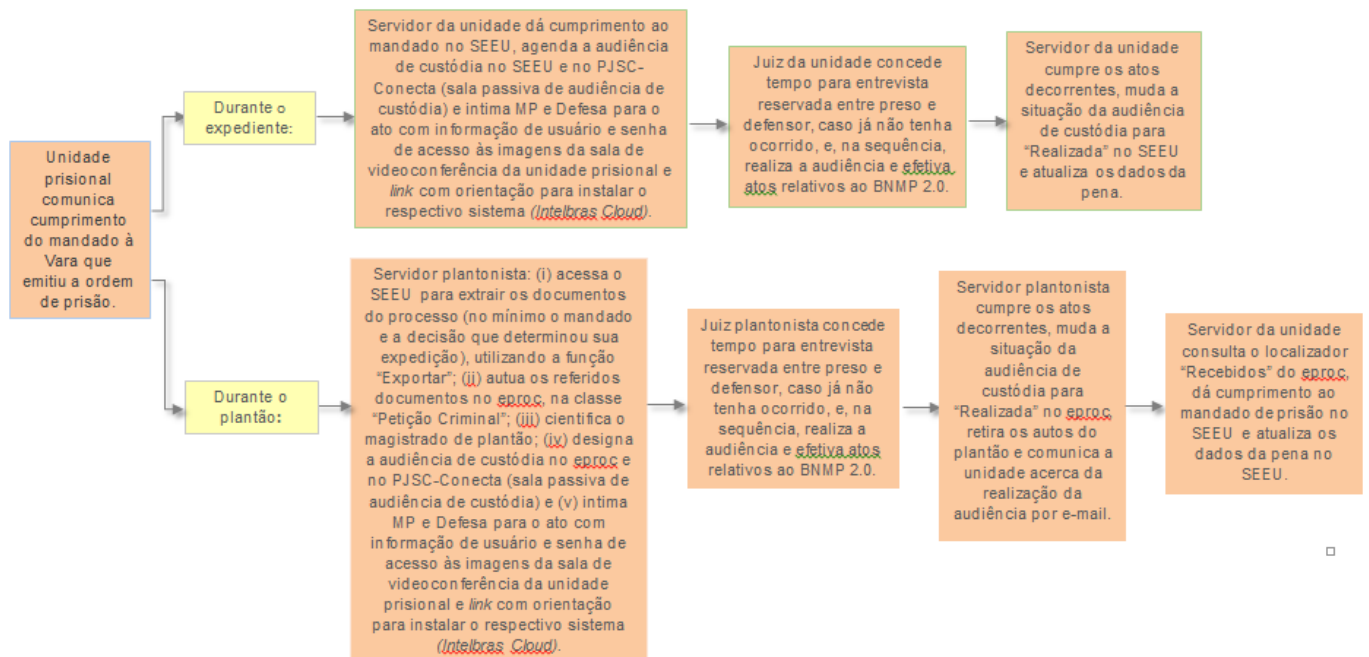 Unidade
prisional
comunica
cumprimento
do mandado à
Vara que
emitiu a ordem
de prisão.
Durante o
expediente:
Servidor da unidade dá cumprimento ao
mandado no SEEU, agenda a audiência
de custódia no SEEU e no PJSC-
Conecta (sala passiva de audiência de
custódia) e intima MP e Defesa para o
ato com informação de usuário e senha
de acesso às imagens da sala de
videoconferência da unidade prisional e
link com orientação para instalar o
respectivo sistema (Intelbras Cloud).
Juiz da unidade concede
tempo para entrevista
reservada entre preso e
defensor, caso já não tenha
ocorrido, e, na sequência,
realiza a audiência e efetiva
atos relativos ao BNMP 2.0.
Servidor da unidade
cumpre os atos
decorrentes, muda a
situação da audiência
de custódia para
“Realizada” no SEEU
e atualiza os dados da
pena.
Durante o
plantão:
Servidor plantonista: (i) acessa o
SEEU para extrair os documentos
do processo (no mínimo o mandado
e a decisão que determinou sua
expedição), utilizando a função
“Exportar”; (ii) autua os referidos
documentos no eproc, na classe
“Petição Criminal”; (iii) cientifica o
magistrado de plantão; (iv) designa
a audiência de custódia no eproc e
no PJSC-Conecta (sala passiva de
audiência de custódia) e (v) intima
MP e Defesa para o ato com
informação de usuário e senha de
acesso às imagens da sala de
videoconferência da unidade
prisional e link com orientação
para instalar o respectivo sistema
(Intelbras Cloud).
Juiz plantonista concede
tempo para entrevista
reservada entre preso e
defensor, caso já não
tenha ocorrido, e, na
sequência, realiza a
audiência e efetiva atos
relativos ao BNMP 2.0.
Servidor plantonista
cumpre os atos
decorrentes, muda a
situação da
audiência de
custódia para
“Realizada” no eproc,
retira os autos do
plantão e comunica a
unidade acerca da
realização da
audiência por e-mail.
Servidor da unidade
consulta o localizador
“Recebidos” do eproc,
dá cumprimento ao
mandado de prisão no
SEEU e atualiza os
dados da pena no
SEEU.